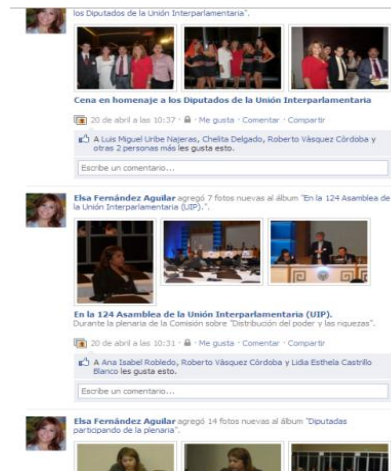 los Diputados de la Unión Interparlamentaria".
Cena en homenaje a los Diputados de la Unión Interparlamentaria
20 de abril a las 10:37 · Me gusta · Comentar · Compartir
A Luis Miguel Uribe Najeras, Chelita Delgado, Roberto Vàsquez Córdoba y
otras 2 personas más les gusta esto.
Escribe un comentario...
Elsa Fernández Aguilar agregó 7 fotos nuevas al álbum "En la 124 Asamblea de
la Unión Interparlamentaria (UIP).".
En la 124 Asamblea de la Unión Interparlamentaria (UIP).
Durante la plenaria de la Comisión sobre "Distribución del poder y las riquezas".
20 de abril a las 10:31 · Me gusta · Comentar · Compartir
A Ana Isabel Robledo, Roberto Vàsquez Córdoba y Lidia Esthela Castrillo
Blanco les gusta esto.
Escribe un comentario...
Elsa Fernández Aguilar agregó 14 fotos nuevas al álbum "Diputadas
participando de la plenaria".